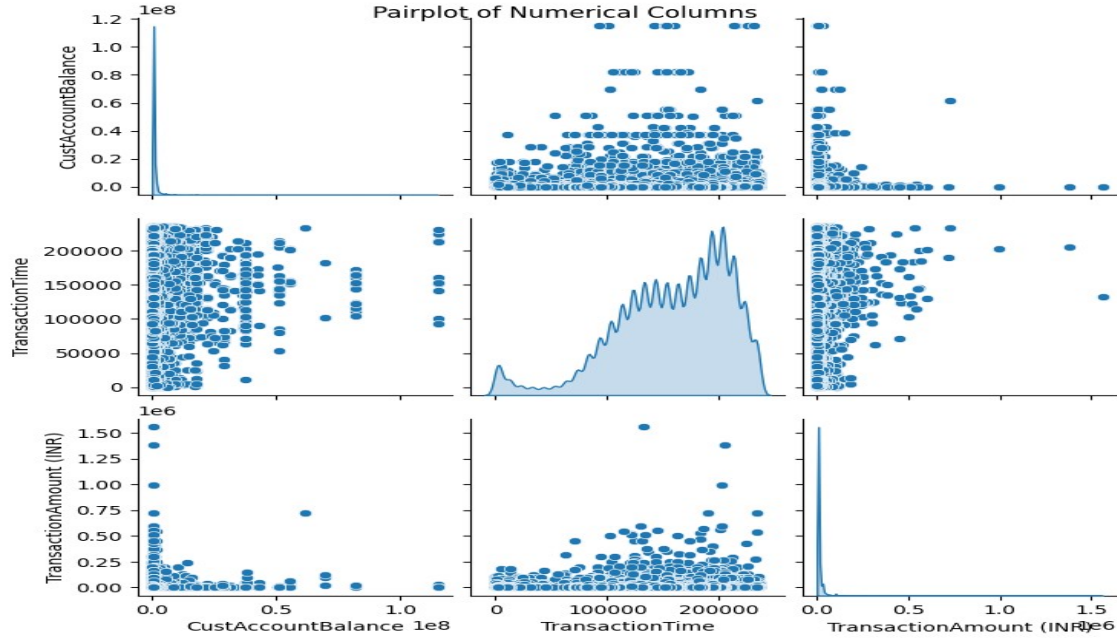 Pairplot of Numerical Columns
1e8
1.2
1.0
0.8
0.6
0.4
0.2
0.0
CustAccountBalance
200000
150000
100000
50000
0
TransactionTime
1e6
1.50
1.25
1.00
0.75
0.50
0.25
0.00
TransactionAmount (INR)
0.0 0.5 1.0 0 100000 200000 0.0 0.5 1.0 1.5
CustAccountBalance 1e8 TransactionTime TransactionAmount (INR) 1e6